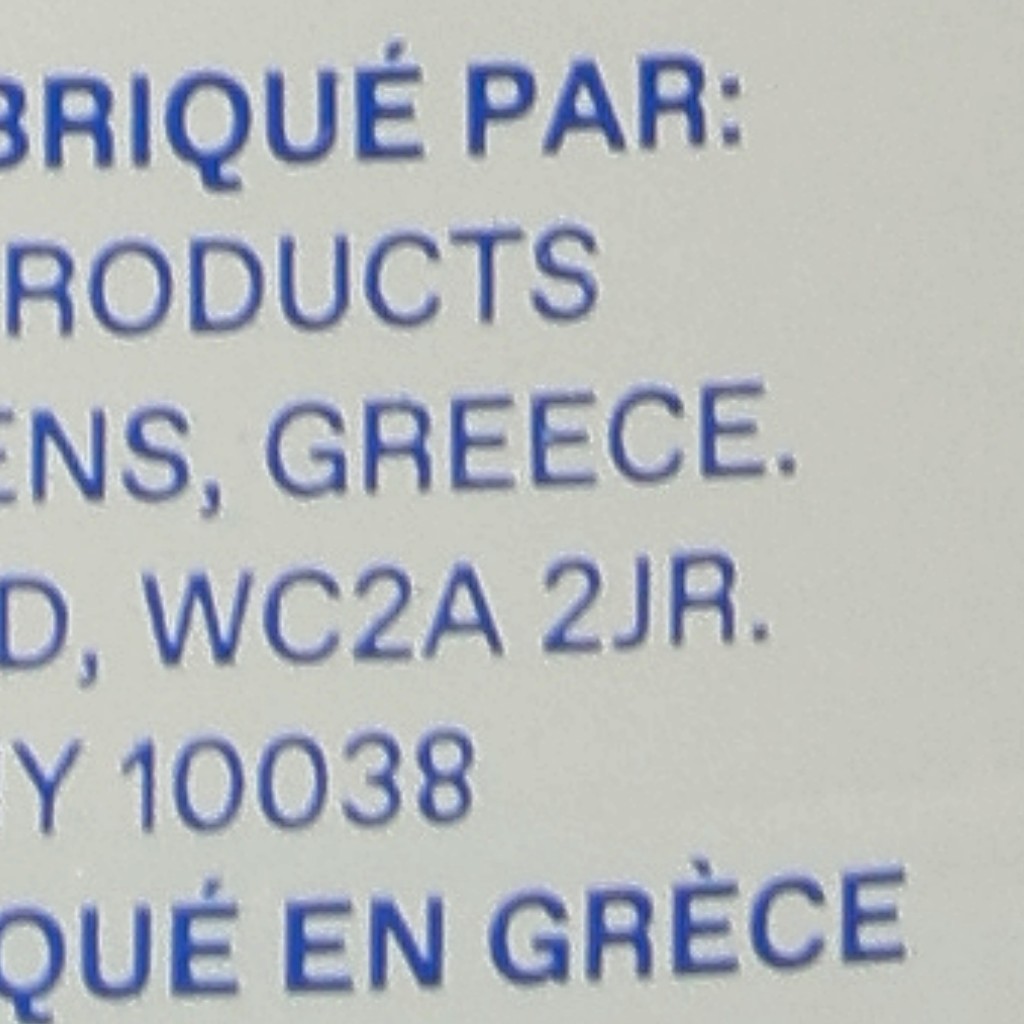 BRIQUÉ PAR:
RODUCTS
ENS, GREECE.
D, WC2A 2JR.
Y 10038
QUÉ EN GRÈCE